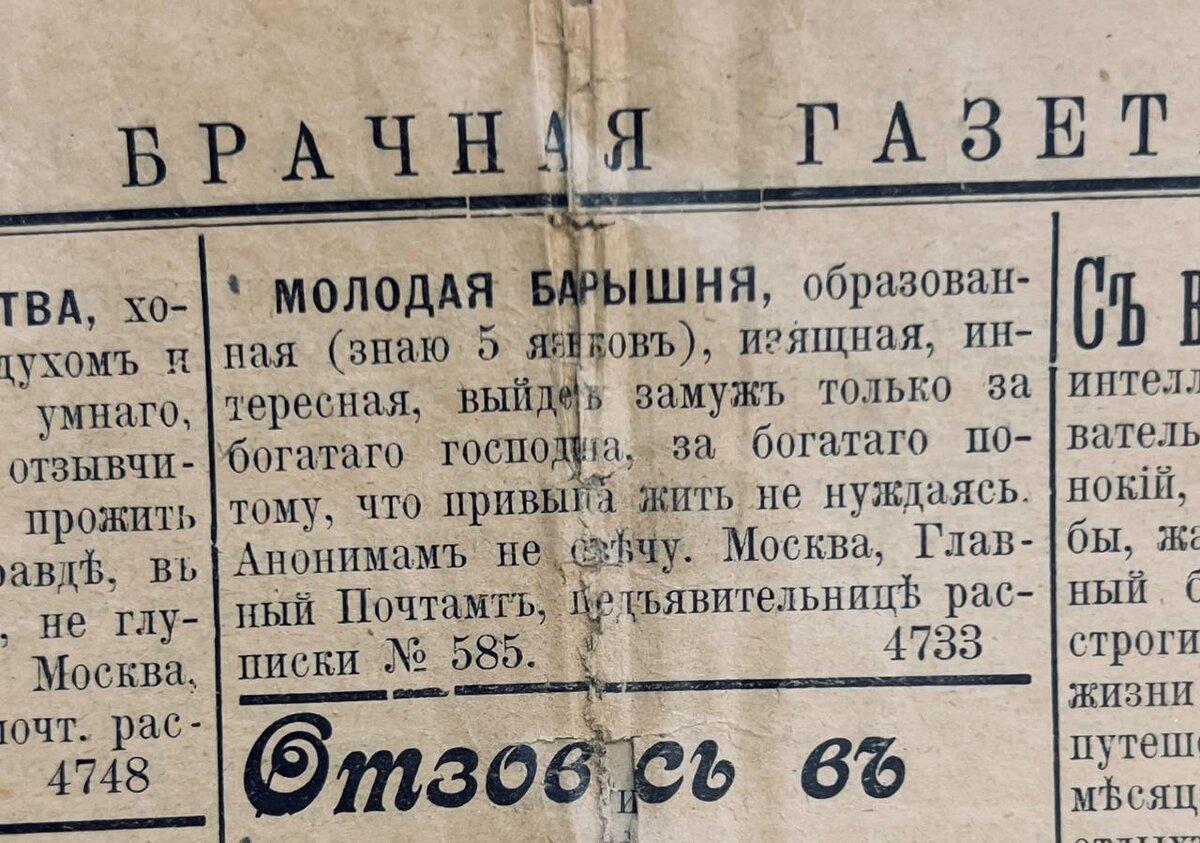 БРАЧНАЯ ГАЗЕТ
ТВА, хо-
духомъ и
умнаго,
отзывчи-
прожить
равдѣ, въ
, не глу-
Москва,
почт. рас-
4748
МОЛОДАЯ БАРЫШНЯ, образован-
ная (знаю 5 языковъ), изящная, ин-
тересная, выйдетъ замужъ только за
богатаго господина, за богатаго по-
тому, что привыкла жить не нуждаясь.
Анонимамъ не отвѣчу. Москва, Глав-
ный Почтамтъ, предъявительницѣ рас-
писки № 585. 4733
Отзовись въ
Съ
интелл
ватель
нокій,
бы, жа
ный б
строги
жизни
путеше
мѣсяц